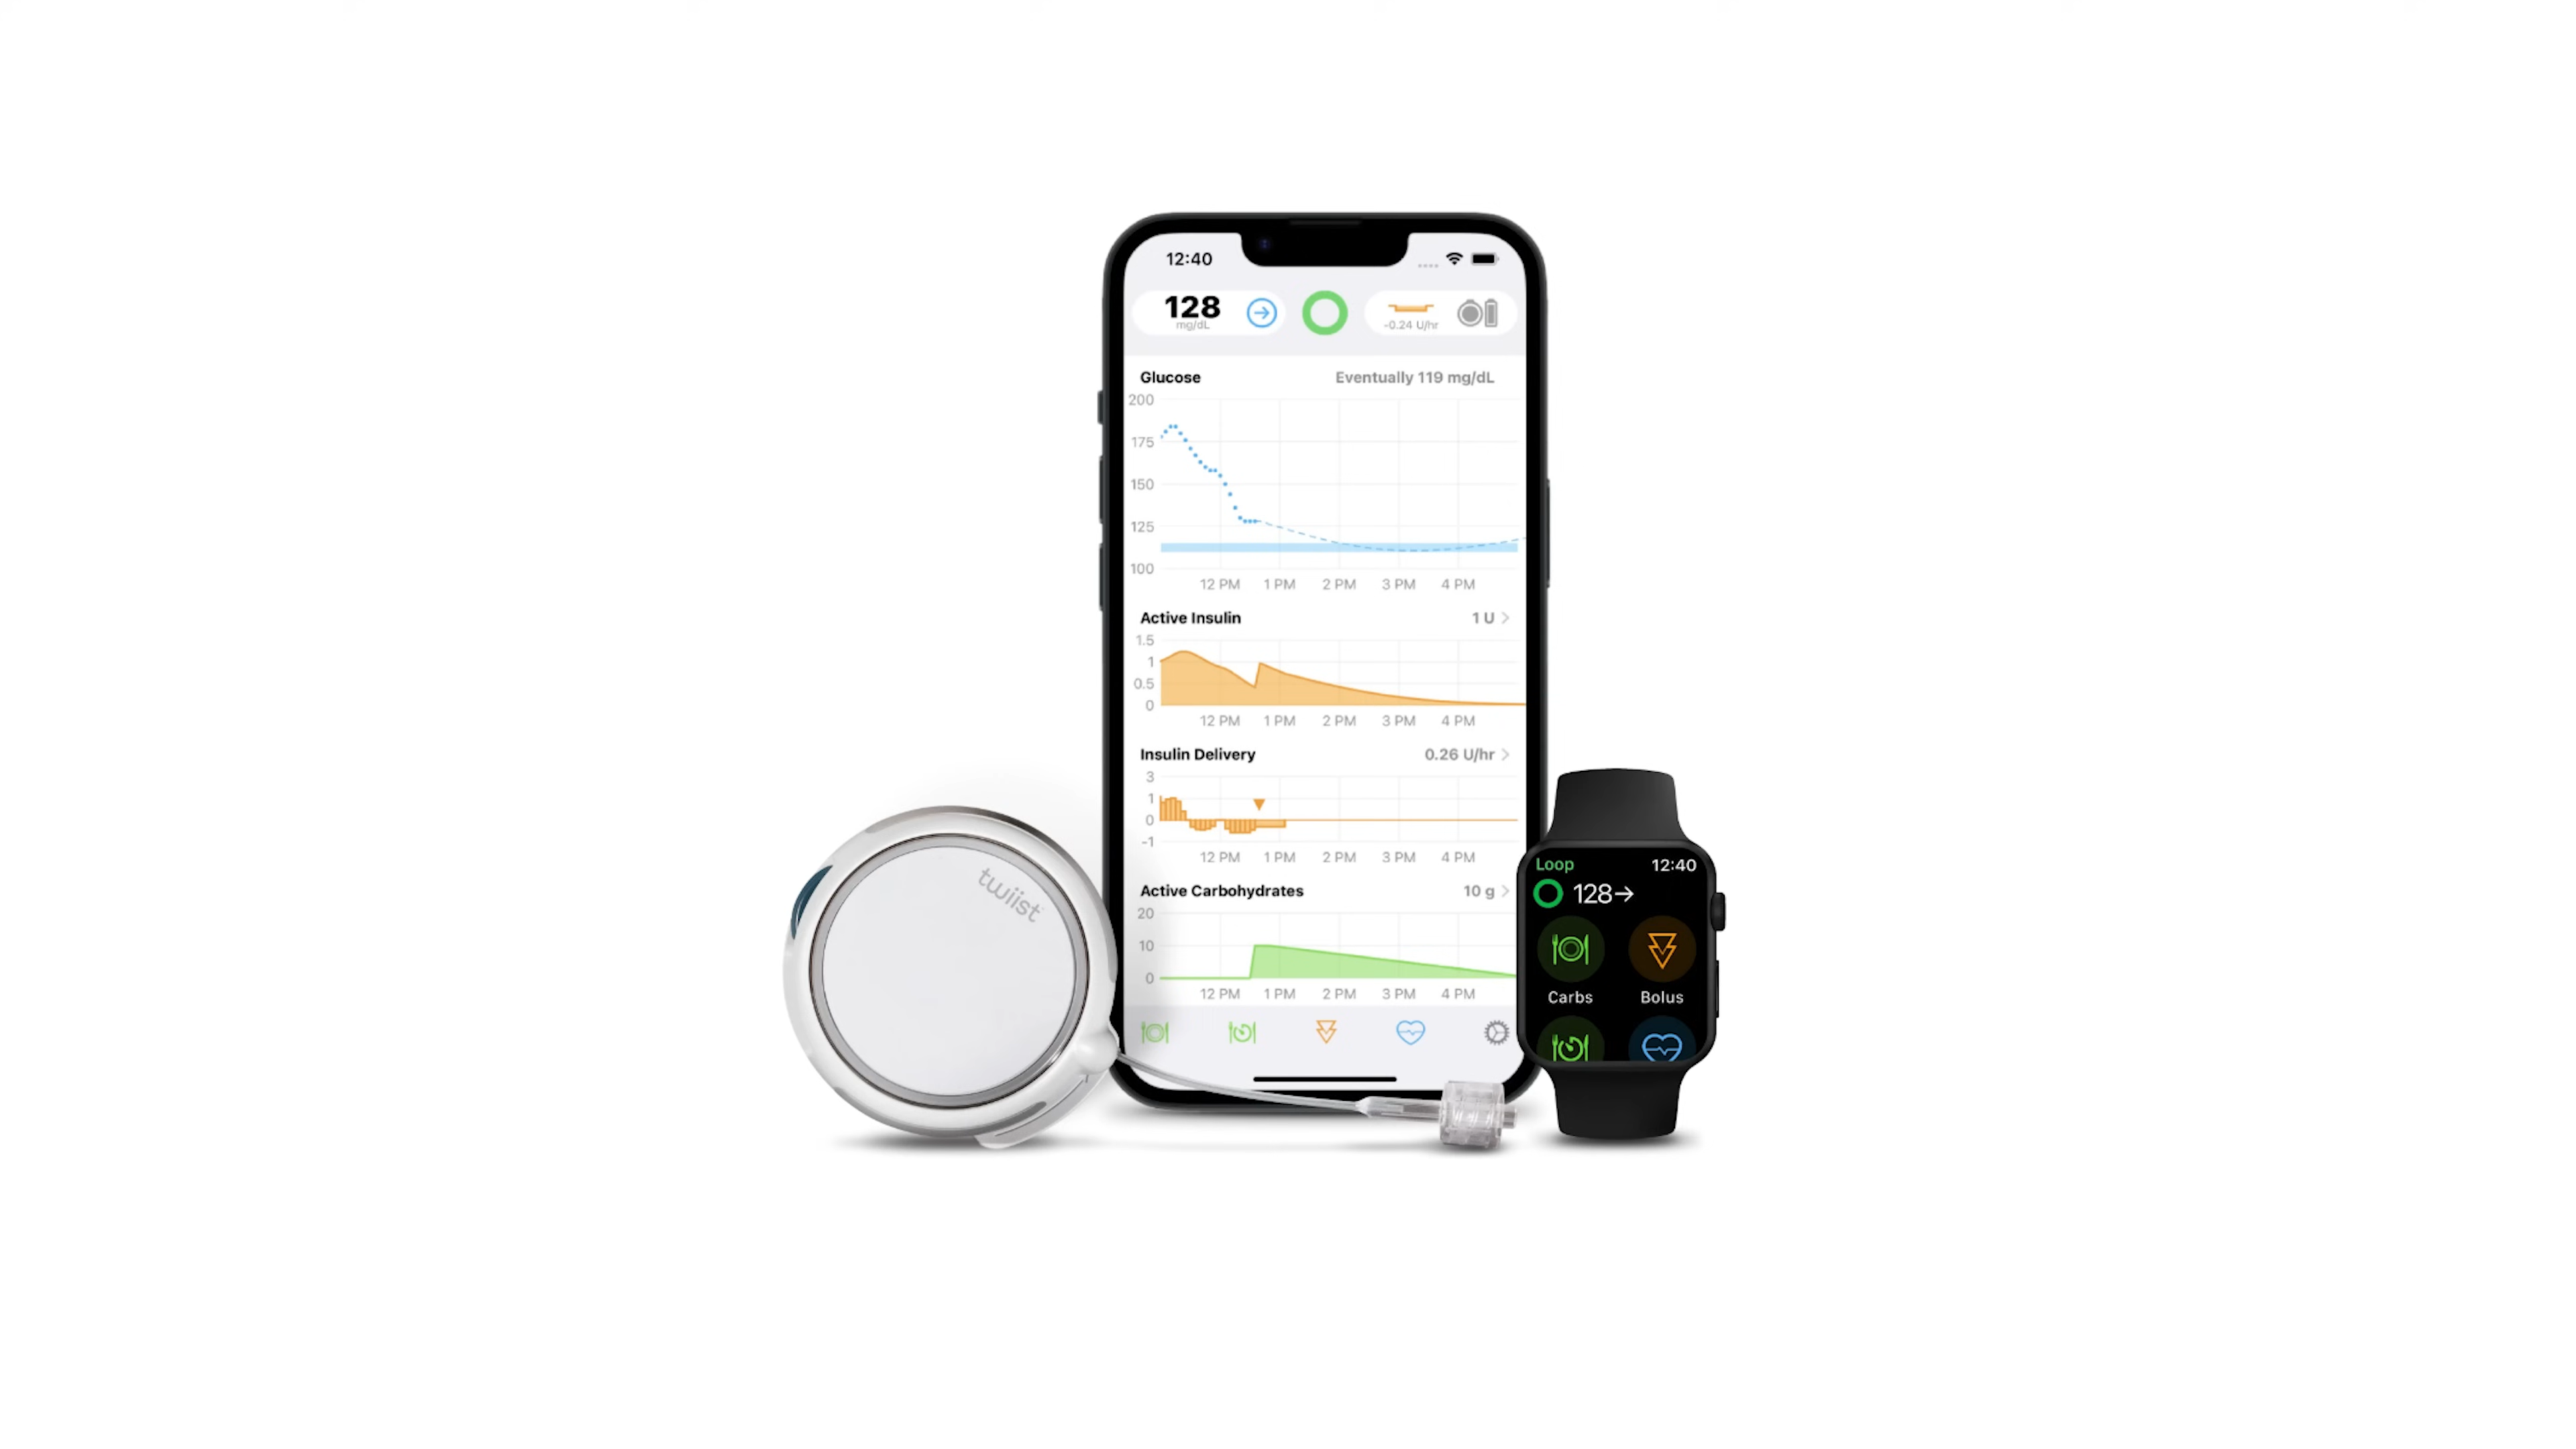 12:40
128
mg/dL
-0.24 U/hr
Glucose
Eventually 119 mg/dL
200
175
150
125
100
12 PM 1 PM 2 PM 3 PM 4 PM
Active Insulin
1 U
1.5
1
0.5
0
12 PM 1 PM 2 PM 3 PM 4 PM
Insulin Delivery
0.26 U/hr
3
1
0
-1
12 PM 1 PM 2 PM 3 PM 4 PM
Active Carbohydrates
10 g
20
10
0
12 PM 1 PM 2 PM 3 PM 4 PM
twiist
Loop
12:40
128→
Carbs
Bolus